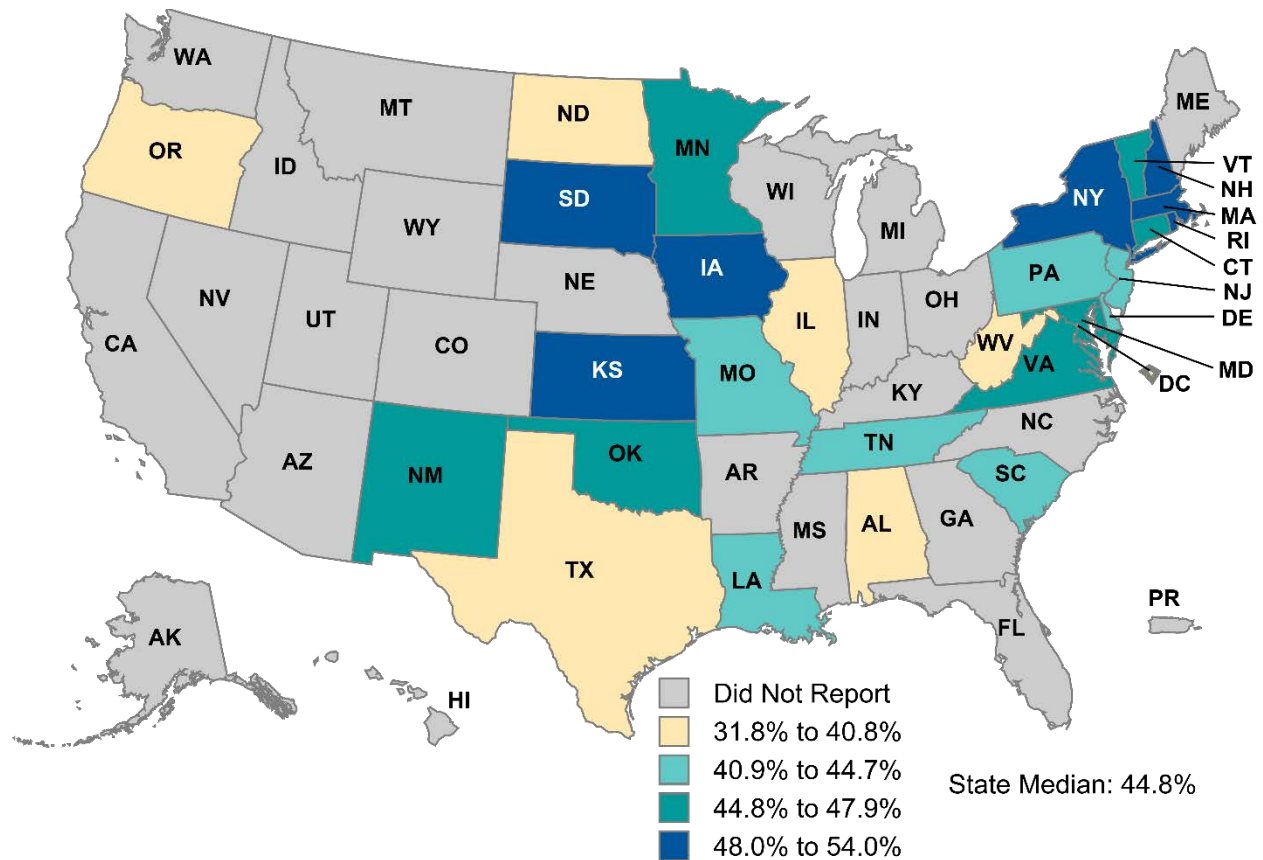 WA
MT
ND
MN
ME
OR
ID
WI
VT
NH
SD
NY
MA
WY
MI
RI
IA
CT
PA
NE
NJ
NV
OH
DE
UT
IL
IN
CA
CO
WV
MD
KS
MO
VA
DC
KY
NC
TN
AZ
NM
OK
AR
SC
MS
AL
GA
TX
LA
PR
FL
AK
HI
Did Not Report
31.8% to 40.8%
40.9% to 44.7%
44.8% to 47.9%
48.0% to 54.0%
State Median: 44.8%